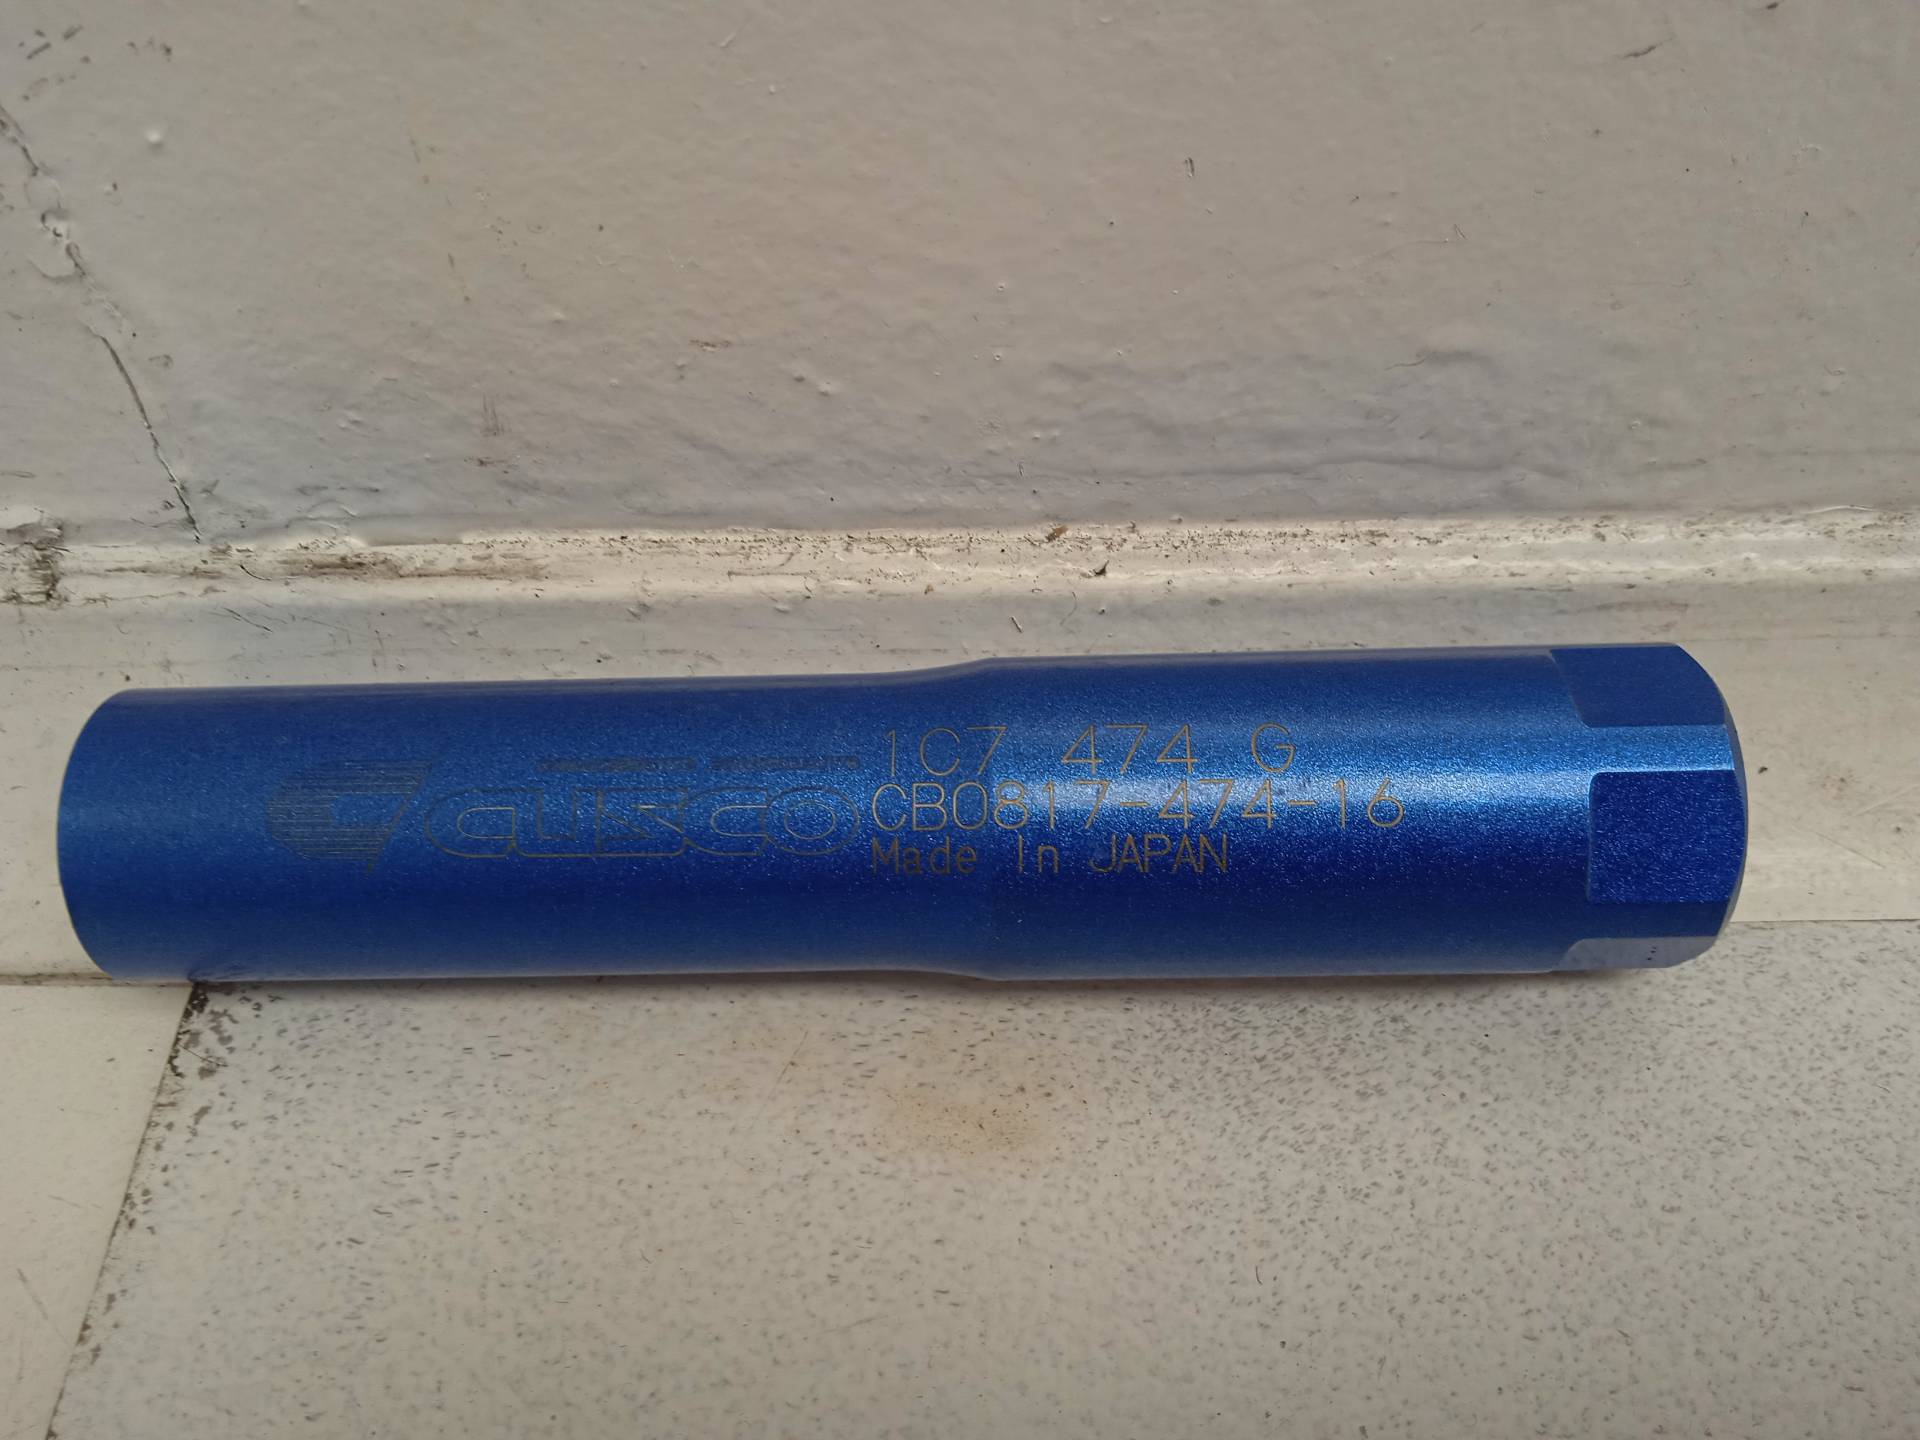 CUSCO
1C7 474 G
CB0817-474-16
Made in JAPAN